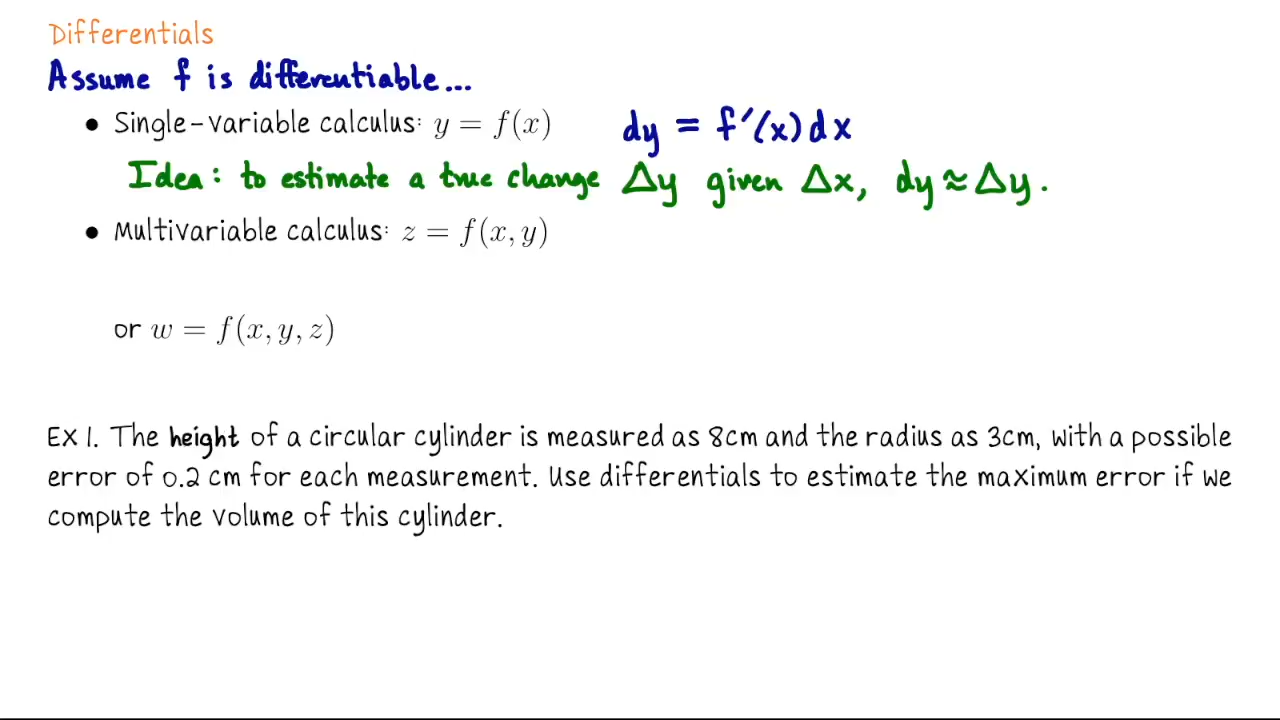 Differentials
Assume f is differentiable...
• Single-variable calculus: y = f(x)   dy = f'(x)dx
Idea: to estimate a true change Δy given Δx, dy ≈ Δy.
• Multivariable calculus: z = f(x, y)
or w = f(x, y, z)
Ex 1. The height of a circular cylinder is measured as 8cm and the radius as 3cm, with a possible
error of 0.2 cm for each measurement. Use differentials to estimate the maximum error if we
compute the volume of this cylinder.